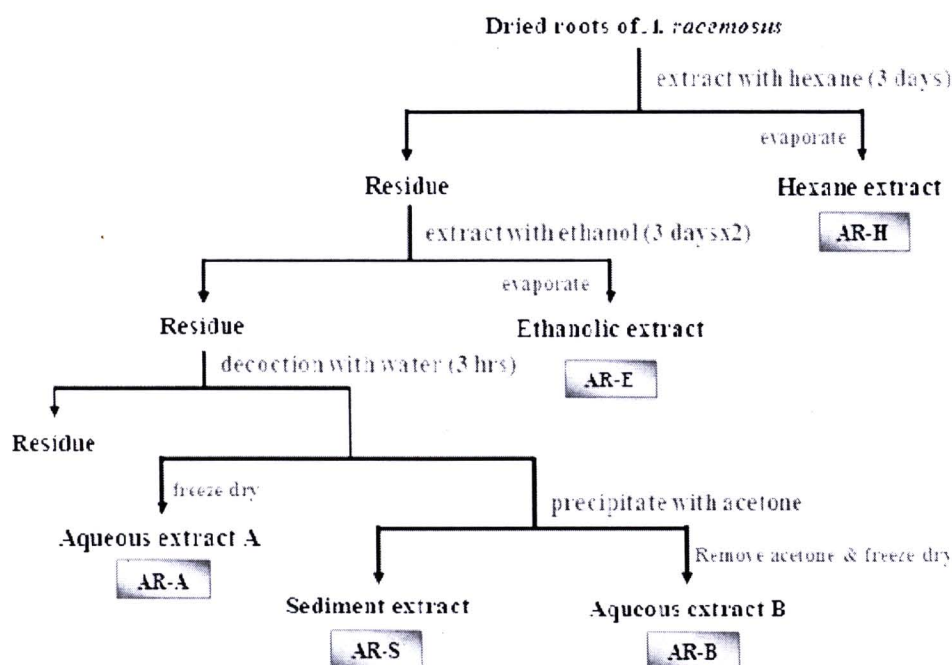 Dried roots of A. racemosus
extract with hexane (3 days)
evaporate
Residue
Hexane extract
AR-H
extract with ethanol (3 daysx2)
evaporate
Residue
Ethanolic extract
AR-E
decoction with water (3 hrs)
Residue
freeze dry
precipitate with acetone
Aqueous extract A
AR-A
Remove acetone & freeze dry
Sediment extract
AR-S
Aqueous extract B
AR-B